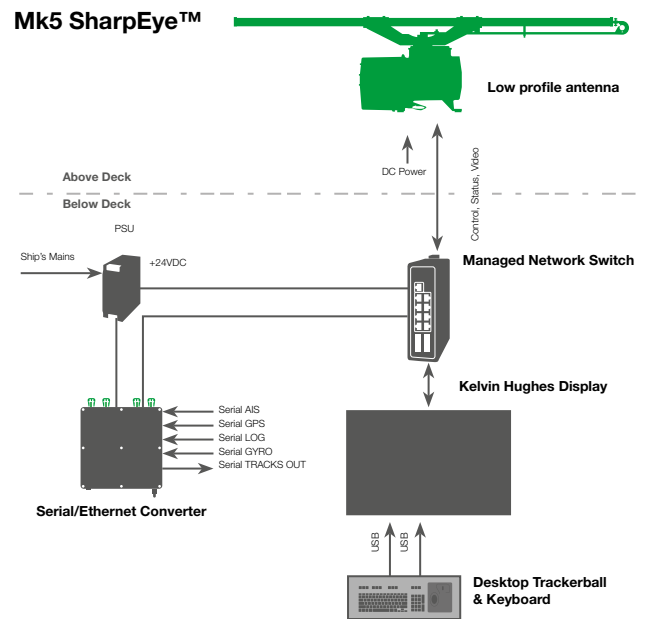 Mk5 SharpEye™
Low profile antenna
DC Power
Control, Status, Video
Above Deck
Below Deck
PSU
Ship's Mains
+24VDC
Managed Network Switch
Kelvin Hughes Display
Serial AIS
Serial GPS
Serial LOG
Serial GYRO
Serial TRACKS OUT
Serial/Ethernet Converter
USB
USB
Desktop Trackerball
& Keyboard